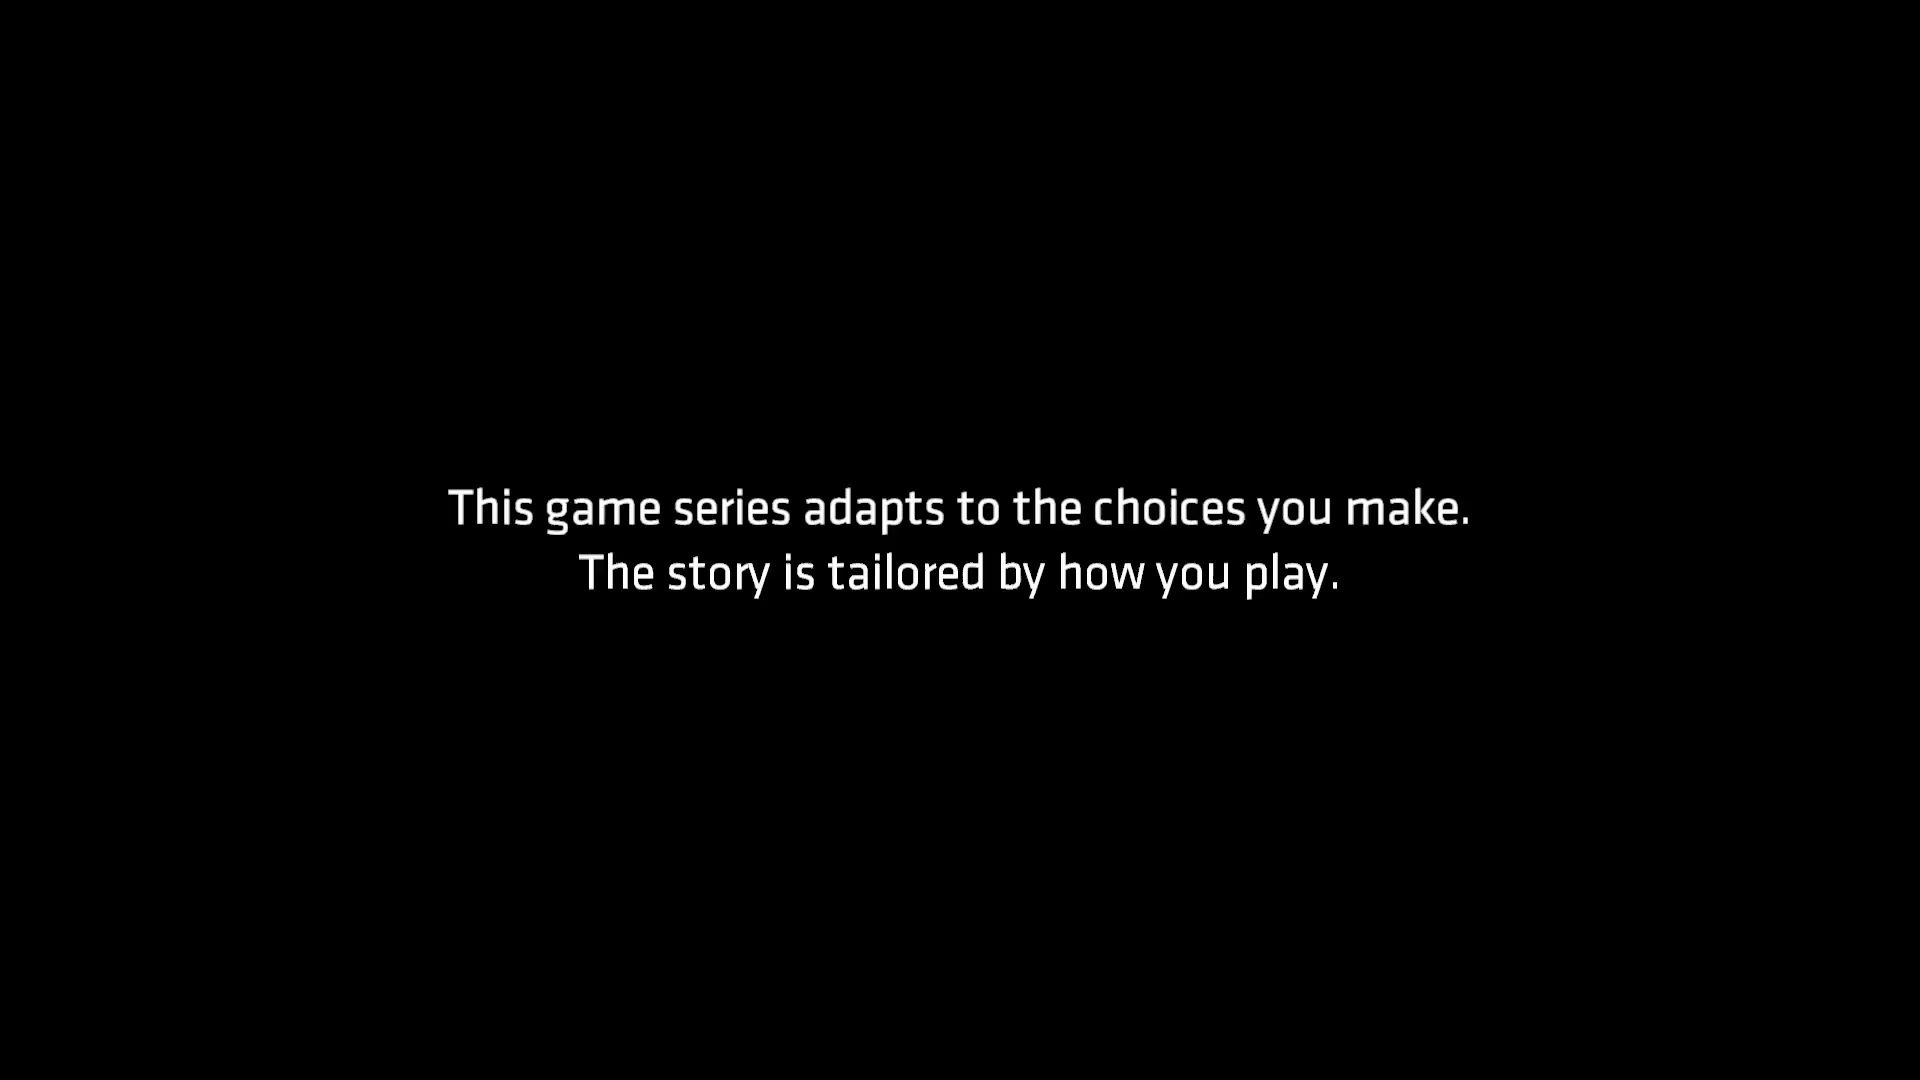 This game series adapts to the choices you make.
The story is tailored by how you play.